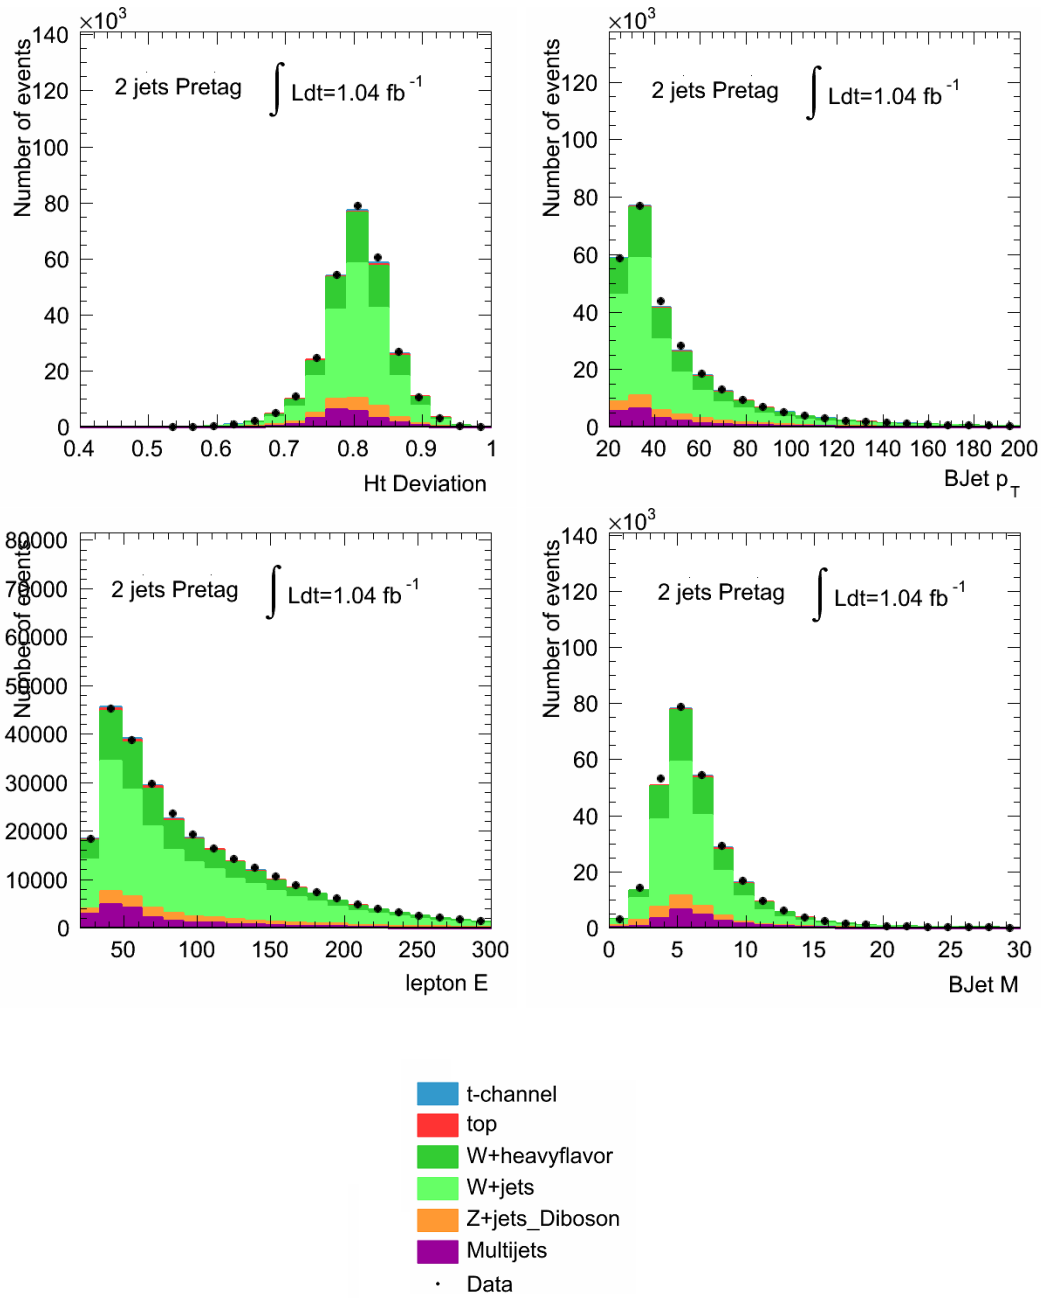 ×10³
×10³
140
120
100
80
60
40
20
0
Number of events
2 jets Pretag ∫ Ldt=1.04 fb⁻¹
0.4 0.5 0.6 0.7 0.8 0.9 1
Ht Deviation
120
100
80
60
40
20
0
Number of events
2 jets Pretag ∫ Ldt=1.04 fb⁻¹
20 40 60 80 100 120 140 160 180 200
BJet p_T
80000
70000
60000
50000
40000
30000
20000
10000
0
Number of events
2 jets Pretag ∫ Ldt=1.04 fb⁻¹
50 100 150 200 250 300
lepton E
×10³
140
120
100
80
60
40
20
0
Number of events
2 jets Pretag ∫ Ldt=1.04 fb⁻¹
0 5 10 15 20 25 30
BJet M
t-channel
top
W+heavyflavor
W+jets
Z+jets_Diboson
Multijets
Data